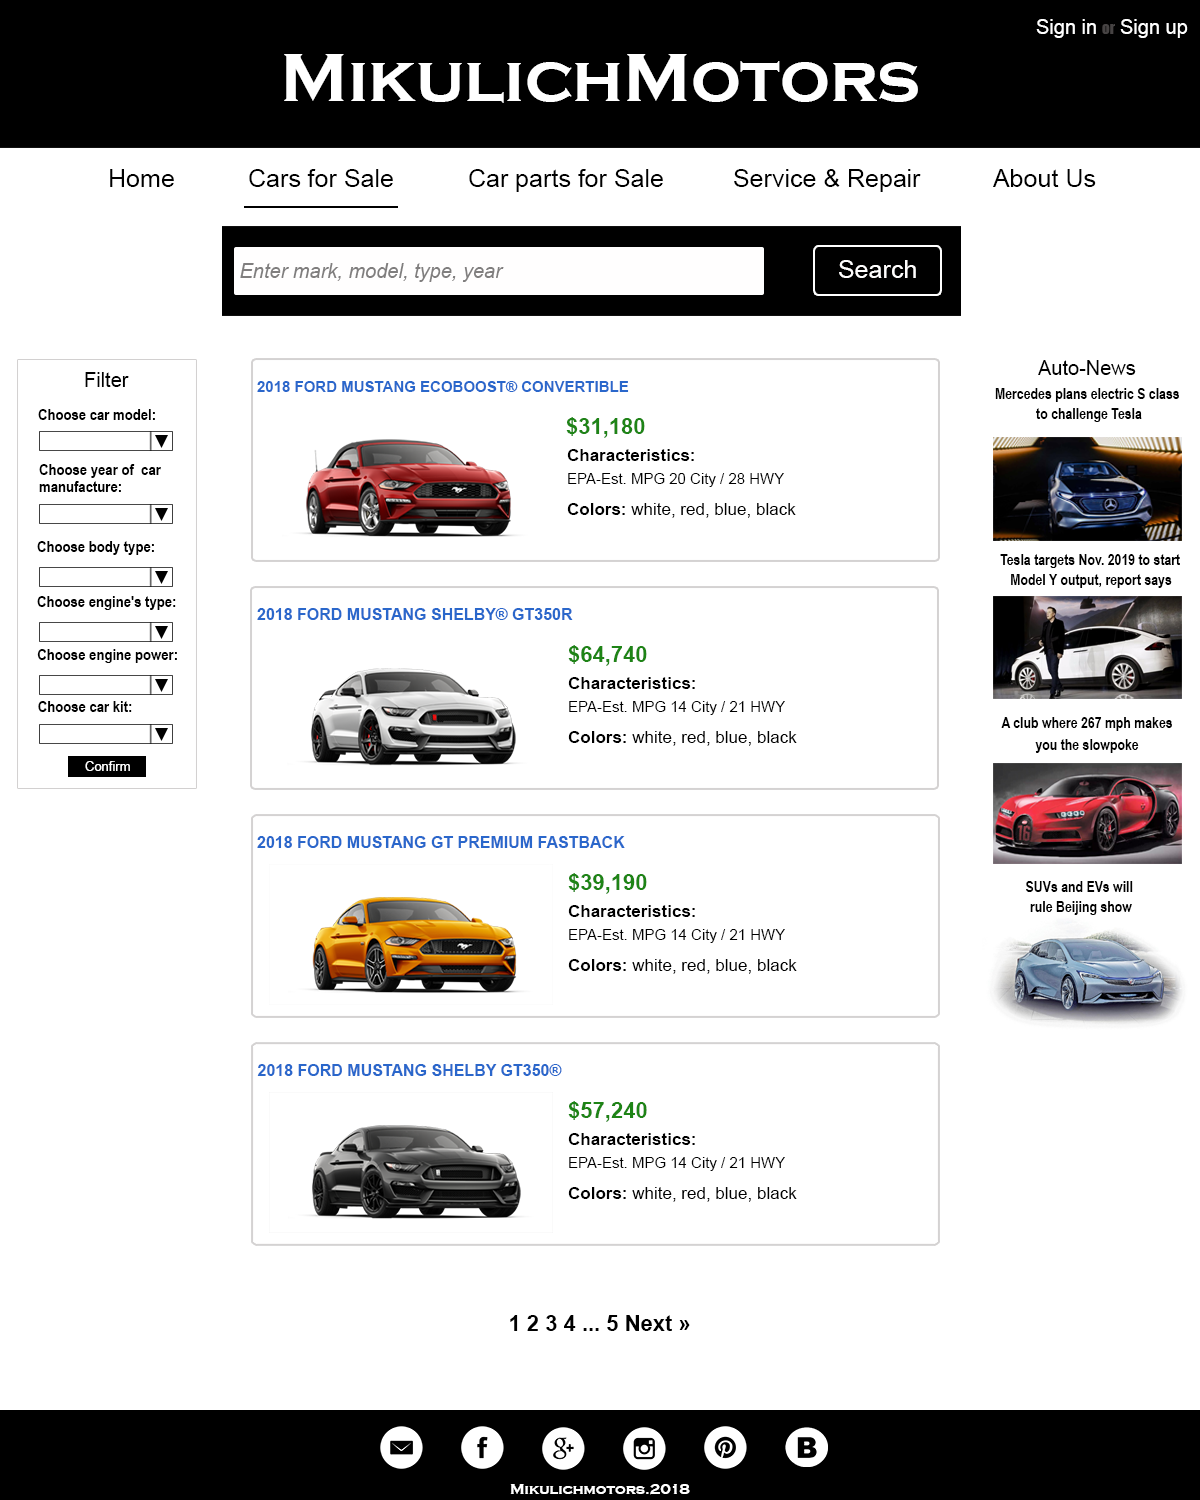 Sign in or Sign up
MIKULICHMOTORS
Home
Cars for Sale
Car parts for Sale
Service & Repair
About Us
Enter mark, model, type, year
Search
Filter
Choose car model:
Choose year of car
manufacture:
Choose body type:
Choose engine's type:
Choose engine power:
Choose car kit:
Confirm
2018 FORD MUSTANG ECOBOOST® CONVERTIBLE
$31,180
Characteristics:
EPA-Est. MPG 20 City / 28 HWY
Colors: white, red, blue, black
2018 FORD MUSTANG SHELBY® GT350R
$64,740
Characteristics:
EPA-Est. MPG 14 City / 21 HWY
Colors: white, red, blue, black
2018 FORD MUSTANG GT PREMIUM FASTBACK
$39,190
Characteristics:
EPA-Est. MPG 14 City / 21 HWY
Colors: white, red, blue, black
2018 FORD MUSTANG SHELBY GT350®
$57,240
Characteristics:
EPA-Est. MPG 14 City / 21 HWY
Colors: white, red, blue, black
Auto-News
Mercedes plans electric S class
to challenge Tesla
Tesla targets Nov. 2019 to start
Model Y output, report says
A club where 267 mph makes
you the slowpoke
16
SUVs and EVs will
rule Beijing show
1 2 3 4 ... 5 Next »
f
g+
B
MIKULICHMOTORS.2018